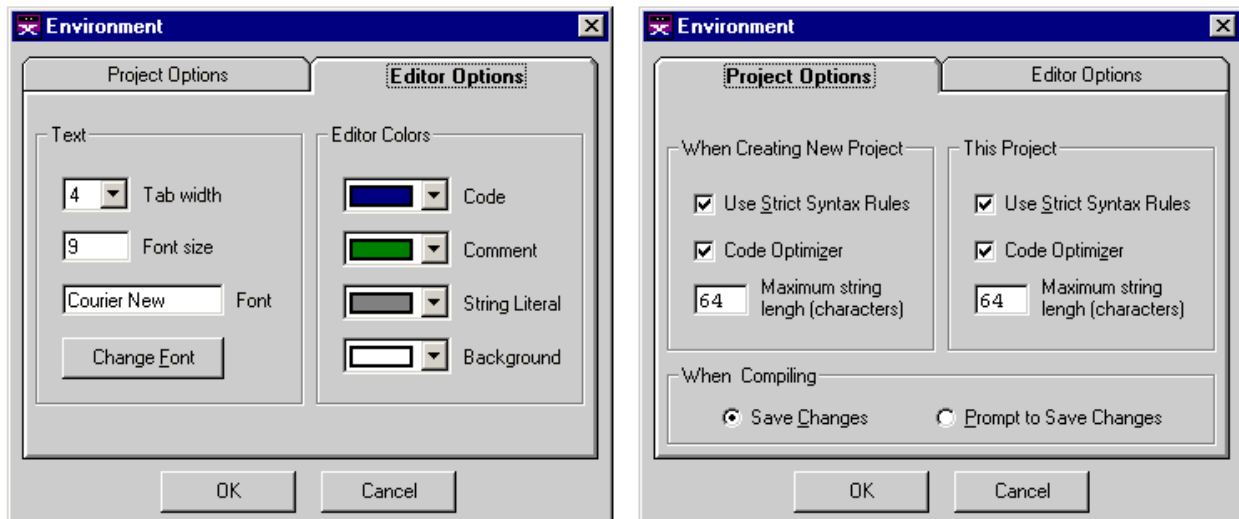 Environment
Project Options
Editor Options
Text
4 Tab width
9 Font size
Courier New Font
Change Font
Editor Colors
Code
Comment
String Literal
Background
OK Cancel
Environment
Project Options
Editor Options
When Creating New Project
Use Strict Syntax Rules
Code Optimizer
64 Maximum string
lengh (characters)
This Project
Use Strict Syntax Rules
Code Optimizer
64 Maximum string
lengh (characters)
When Compiling
Save Changes Prompt to Save Changes
OK Cancel